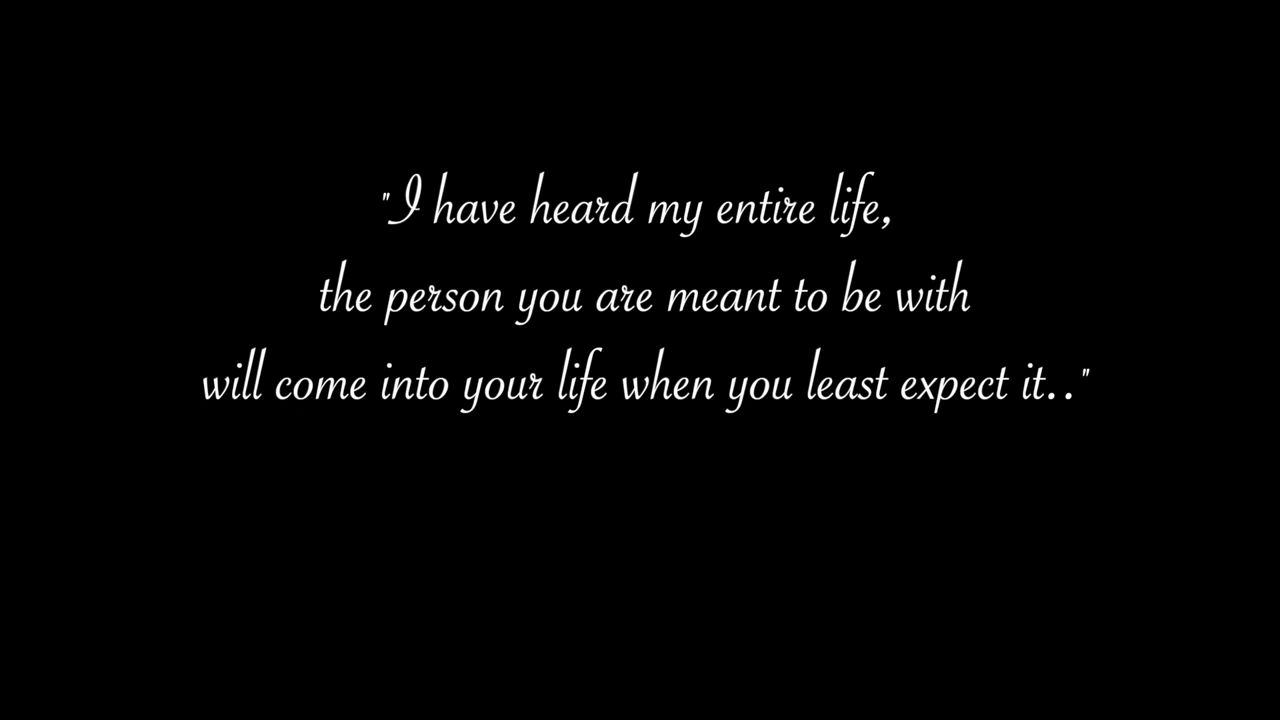 "I have heard my entire life,
the person you are meant to be with
will come into your life when you least expect it.."